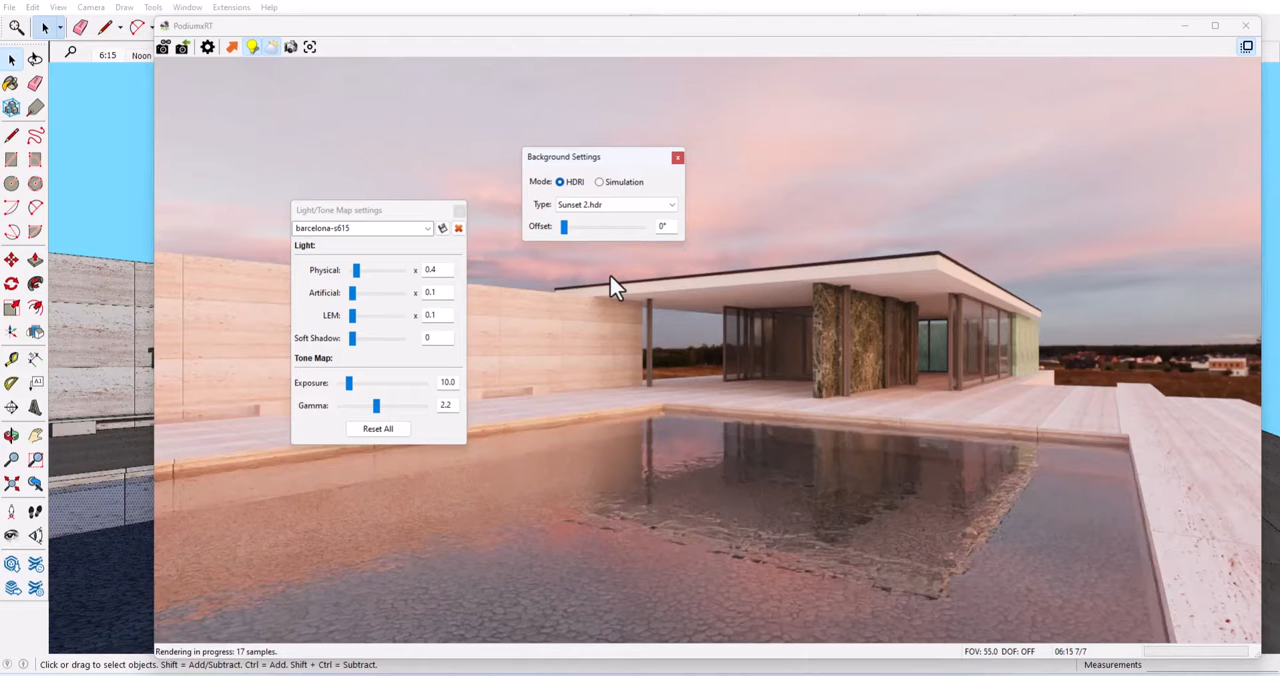 File Edit View Camera Draw Tools Window Extensions Help
PodiumxRT
6:15 Noon
Background Settings
Mode: HDRI Simulation
Type: Sunset 2.hdr
Offset: 0°
Light/Tone Map settings
barcelona-s615
Light:
Physical: x 0.4
Artificial: x 0.1
LEM: x 0.1
Soft Shadow: 0
Tone Map:
Exposure: 10.0
Gamma: 2.2
Reset All
Rendering in progress: 17 samples. FOV: 55.0 DOF: OFF 06:15 7/7
Click or drag to select objects. Shift = Add/Subtract. Ctrl = Add. Shift + Ctrl = Subtract. Measurements